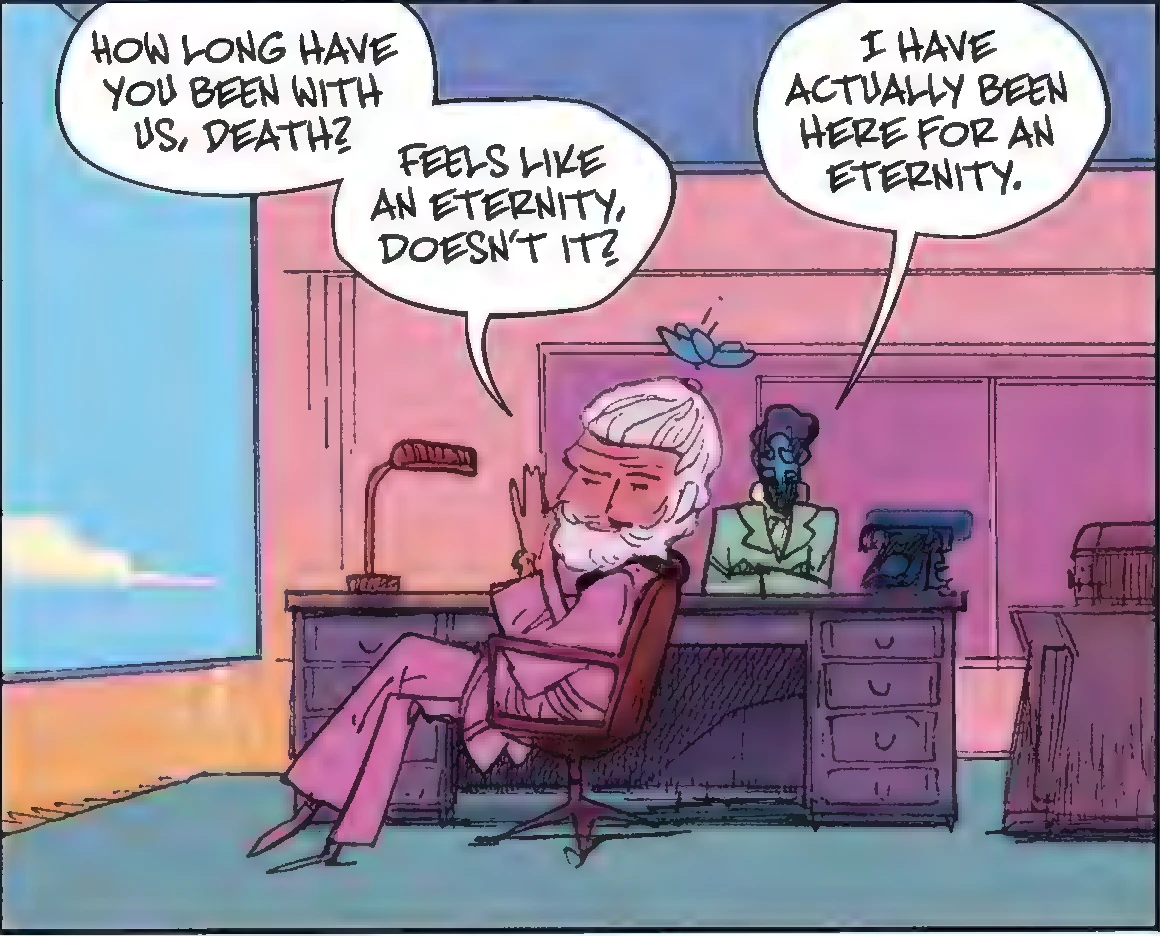 HOW LONG HAVE
YOU BEEN WITH
US, DEATH?
FEELS LIKE
AN ETERNITY,
DOESN'T IT?
I HAVE
ACTUALLY BEEN
HERE FOR AN
ETERNITY.